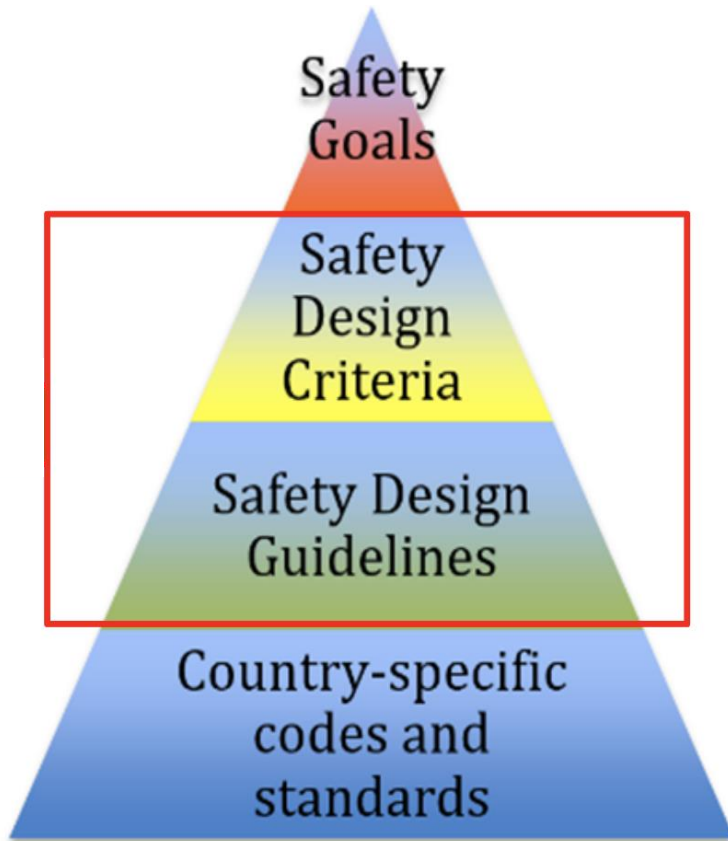 Safety
Goals
Safety
Design
Criteria
Safety Design
Guidelines
Country-specific
codes and
standards